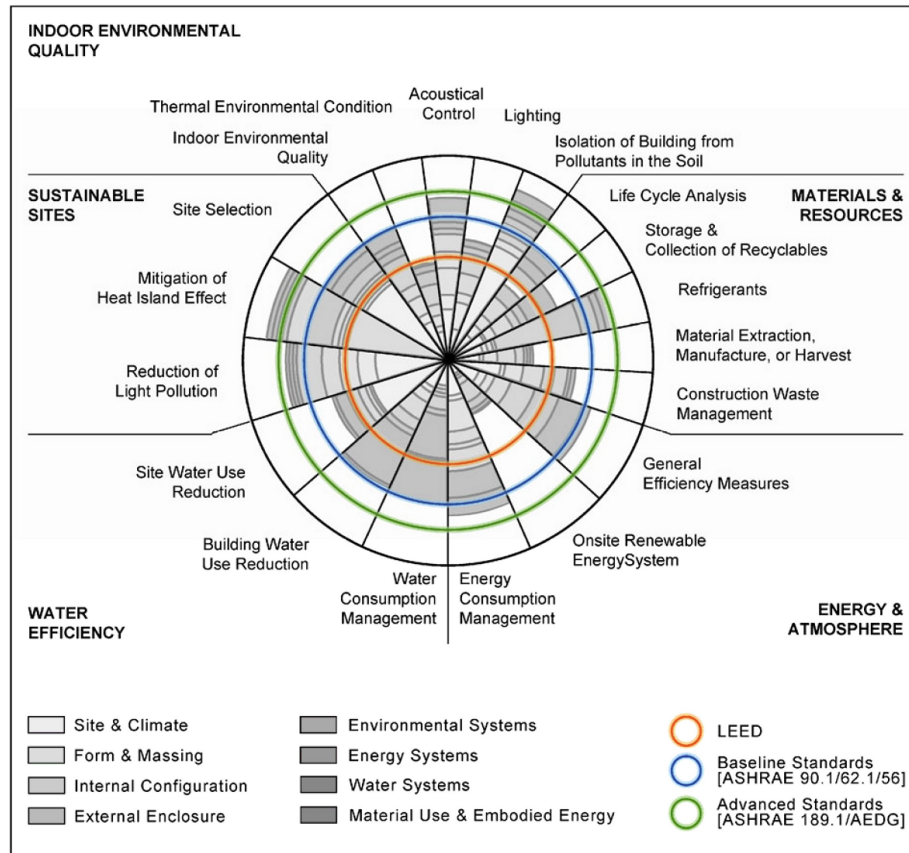 INDOOR ENVIRONMENTAL
QUALITY
Thermal Environmental Condition
Acoustical
Control
Lighting
Indoor Environmental
Quality
Isolation of Building from
Pollutants in the Soil
SUSTAINABLE
SITES
Site Selection
Life Cycle Analysis
MATERIALS &
RESOURCES
Storage &
Collection of Recyclables
Mitigation of
Heat Island Effect
Refrigerants
Reduction of
Light Pollution
Material Extraction,
Manufacture, or Harvest
Construction Waste
Management
Site Water Use
Reduction
General
Efficiency Measures
Building Water
Use Reduction
Onsite Renewable
EnergySystem
Water
Consumption
Management
Energy
Consumption
Management
WATER
EFFICIENCY
ENERGY &
ATMOSPHERE
Site & Climate
Form & Massing
Internal Configuration
External Enclosure
Environmental Systems
Energy Systems
Water Systems
Material Use & Embodied Energy
LEED
Baseline Standards
[ASHRAE 90.1/62.1/56]
Advanced Standards
[ASHRAE 189.1/AEDG]